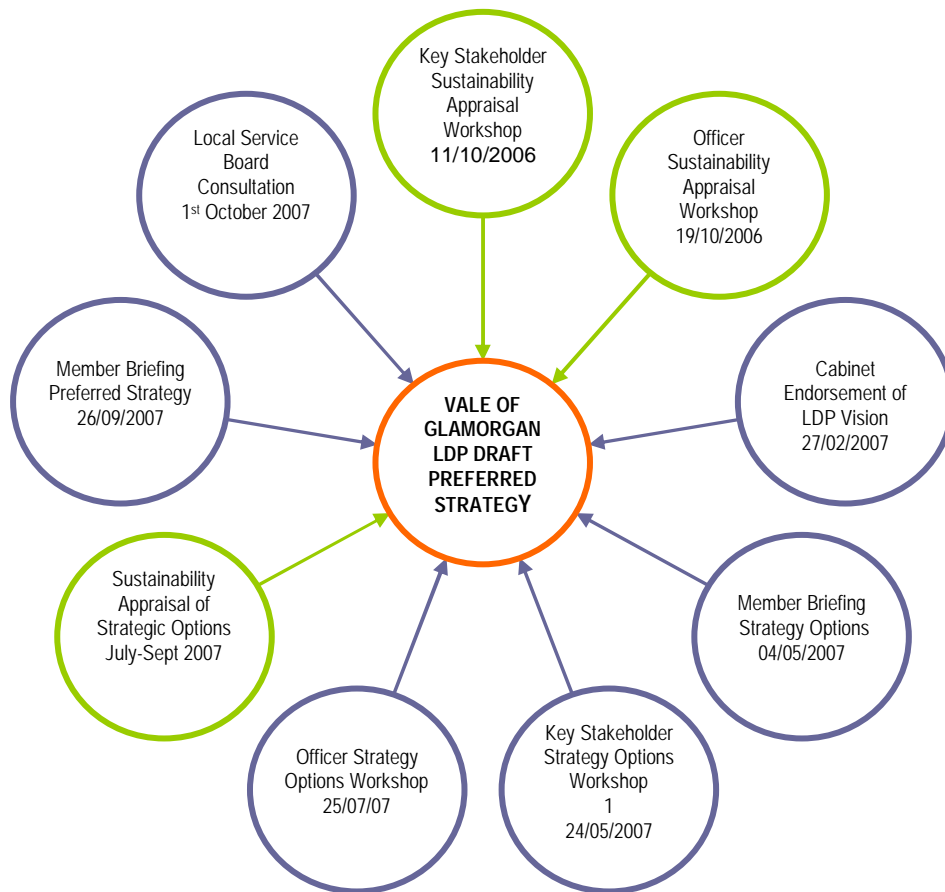 Key Stakeholder
Sustainability
Appraisal
Workshop
11/10/2006
Officer
Sustainability
Appraisal
Workshop
19/10/2006
Cabinet
Endorsement of
LDP Vision
27/02/2007
Member Briefing
Strategy Options
04/05/2007
Key Stakeholder
Strategy Options
Workshop
1
24/05/2007
Officer Strategy
Options Workshop
25/07/07
Sustainability
Appraisal of
Strategic Options
July-Sept 2007
Member Briefing
Preferred Strategy
26/09/2007
Local Service
Board
Consultation
1st October 2007
VALE OF
GLAMORGAN
LDP DRAFT
PREFERRED
STRATEGY